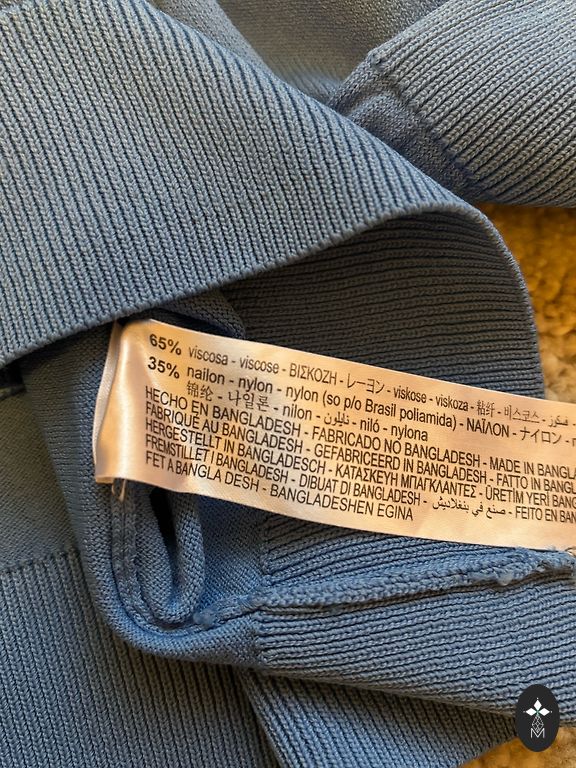 65% viscosa - viscose - ΒΙΣΚΟΖΗ - レーヨン - viskose - viskoza - 粘纤 - 비스코스 - فسكوز
35% nailon - nylon - nylon (so p/o Brasil poliamida) - ΝΑΪΛΟΝ - ナイロン
锦纶 - 나일론 - nilon - نايلون - niló - nylona
HECHO EN BANGLADESH - FABRICADO NO BANGLADESH - MADE IN BANGLA
FABRIQUÉ AU BANGLADESH - GEFABRICEERD IN BANGLADESH - FATTO IN BANGL
HERGESTELLT IN BANGLADESCH - ΚΑΤΑΣΚΕΥΗ ΜΠΑΓΚΛΑΝΤΕΣ - ÜRETİM YERİ BANG
FREMSTILLET I BANGLADESH - DIBUAT DI BANGLADESH - صنع في بنغلاديش - FEITO EN BAN
FET A BANGLA DESH - BANGLADESHEN EGINA